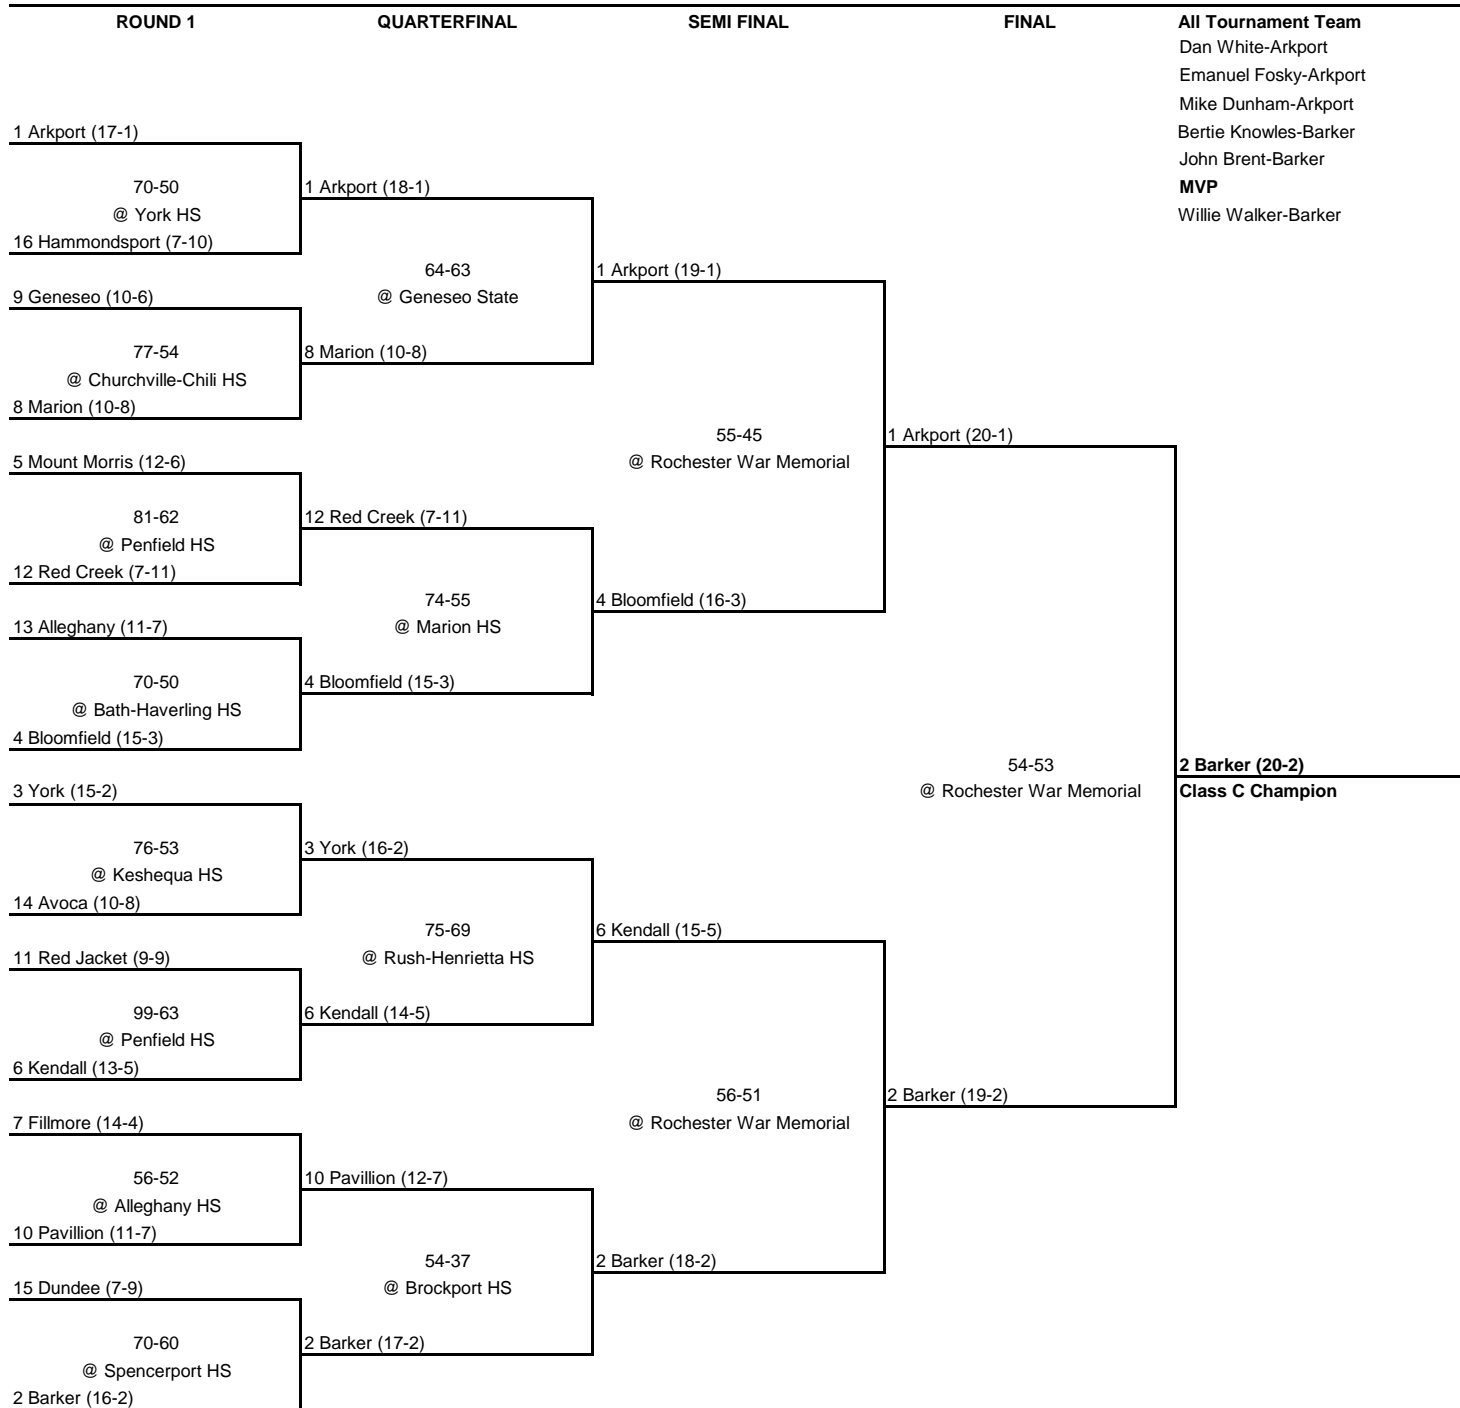 ROUND 1
QUARTERFINAL
SEMI FINAL
FINAL
All Tournament Team
Dan White-Arkport
Emanuel Fosky-Arkport
Mike Dunham-Arkport
Bertie Knowles-Barker
John Brent-Barker
MVP
Willie Walker-Barker
1 Arkport (17-1)
70-50
@ York HS
16 Hammondsport (7-10)
9 Geneseo (10-6)
77-54
@ Churchville-Chili HS
8 Marion (10-8)
5 Mount Morris (12-6)
81-62
@ Penfield HS
12 Red Creek (7-11)
13 Alleghany (11-7)
70-50
@ Bath-Haverling HS
4 Bloomfield (15-3)
3 York (15-2)
76-53
@ Keshequa HS
14 Avoca (10-8)
11 Red Jacket (9-9)
99-63
@ Penfield HS
6 Kendall (13-5)
7 Fillmore (14-4)
56-52
@ Alleghany HS
10 Pavillion (11-7)
15 Dundee (7-9)
70-60
@ Spencerport HS
2 Barker (16-2)
1 Arkport (18-1)
64-63
@ Geneseo State
8 Marion (10-8)
12 Red Creek (7-11)
74-55
@ Marion HS
4 Bloomfield (15-3)
3 York (16-2)
75-69
@ Rush-Henrietta HS
6 Kendall (14-5)
10 Pavillion (12-7)
54-37
@ Brockport HS
2 Barker (17-2)
1 Arkport (19-1)
55-45
@ Rochester War Memorial
4 Bloomfield (16-3)
6 Kendall (15-5)
56-51
@ Rochester War Memorial
2 Barker (18-2)
1 Arkport (20-1)
54-53
@ Rochester War Memorial
2 Barker (19-2)
2 Barker (20-2)
Class C Champion